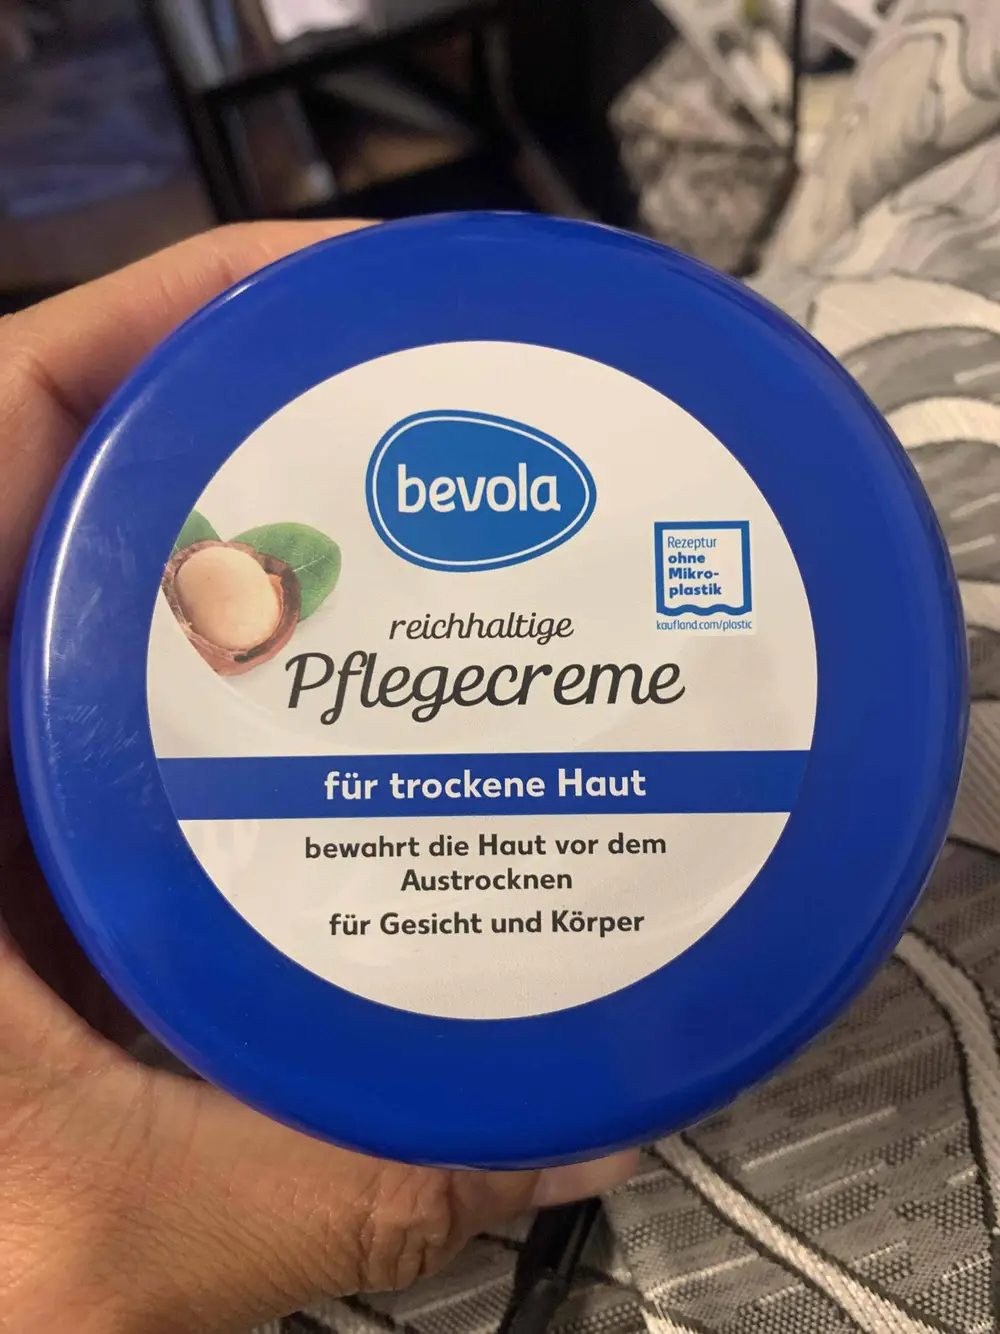 bevola
Rezeptur
ohne
Mikro-
plastik
kaufland.com/plastic
reichhaltige
Pflegecreme
für trockene Haut
bewahrt die Haut vor dem
Austrocknen
für Gesicht und Körper